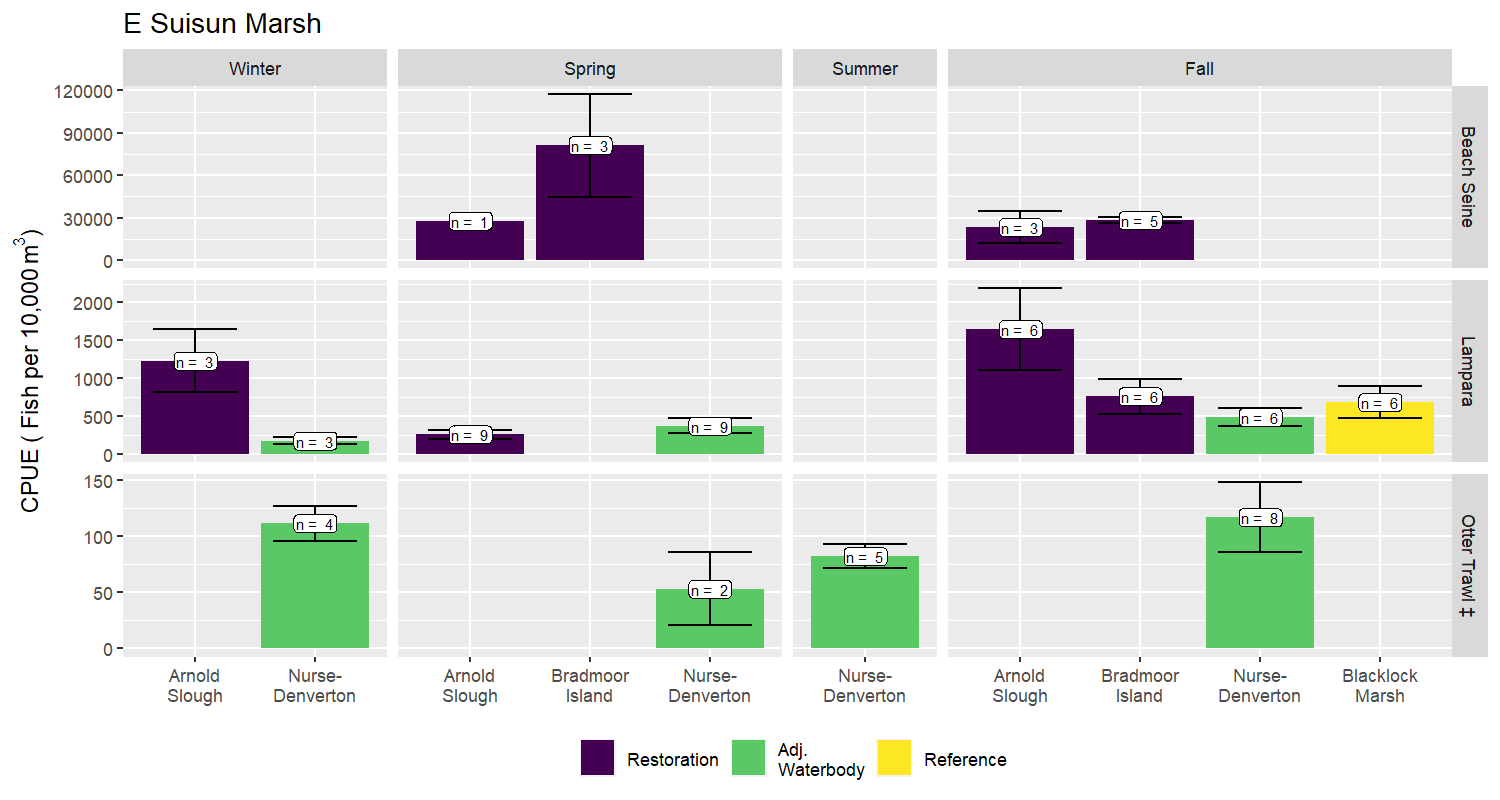 E Suisun Marsh
Winter Spring Summer Fall
CPUE ( Fish per 10,000 m³)
120000
90000
60000
30000
0
n = 1
n = 3
n = 3
n = 5
Beach Seine
2000
1500
1000
500
0
n = 3
n = 3
n = 9
n = 9
n = 6
n = 6
n = 6
n = 6
Lampara
150
100
50
0
n = 4
n = 2
n = 5
n = 8
Otter Trawl ‡
Arnold
Slough
Nurse-
Denverton
Arnold
Slough
Bradmoor
Island
Nurse-
Denverton
Nurse-
Denverton
Arnold
Slough
Bradmoor
Island
Nurse-
Denverton
Blacklock
Marsh
Restoration
Adj.
Waterbody
Reference